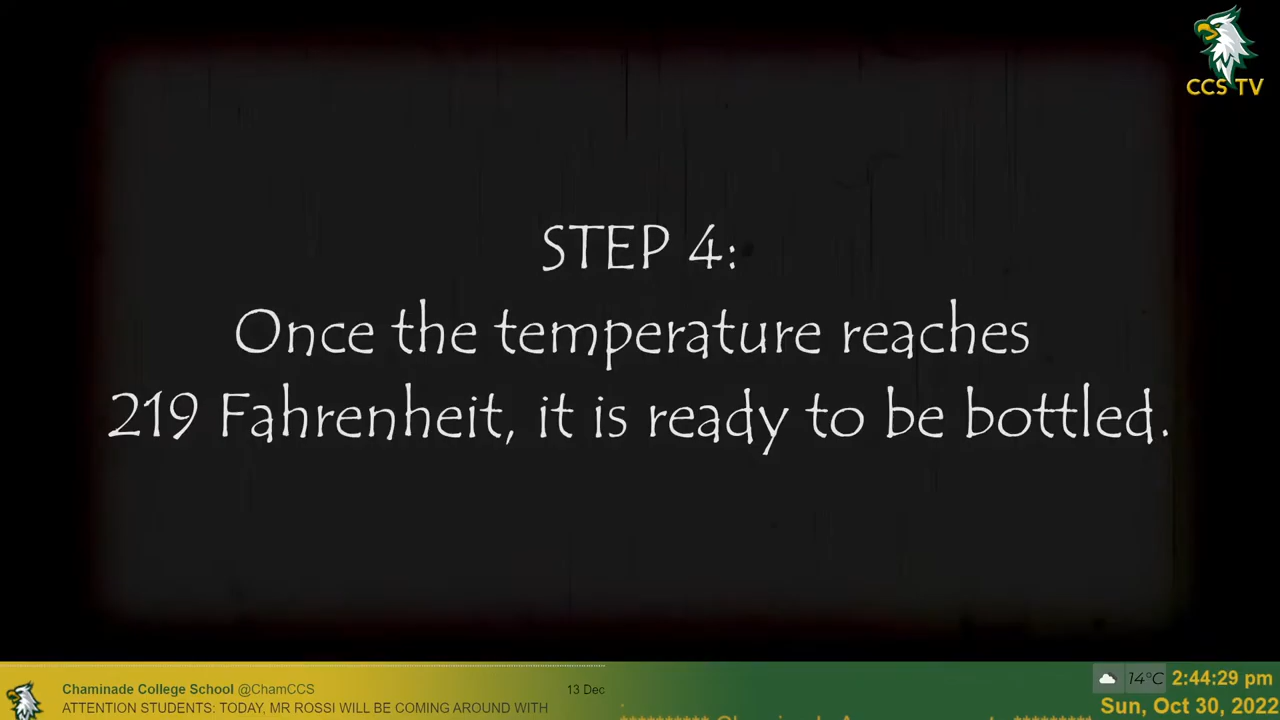 CCS TV
STEP 4:
Once the temperature reaches
219 Fahrenheit, it is ready to be bottled.
Chaminade College School @ChamCCS
13 Dec
ATTENTION STUDENTS: TODAY, MR ROSSI WILL BE COMING AROUND WITH
14°C
2:44:29 pm
Sun, Oct 30, 2022